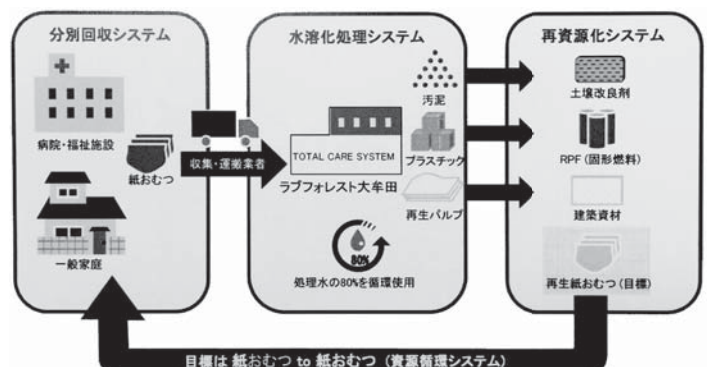 分別回収システム
病院・福祉施設
紙おむつ
一般家庭
収集・運搬業者
水溶化処理システム
TOTAL CARE SYSTEM
ラブフォレスト大牟田
汚泥
プラスチック
再生パルプ
80%
処理水の80%を循環使用
再資源化システム
土壌改良剤
RPF(固形燃料)
建築資材
再生紙おむつ(目標)
目標は 紙おむつ to 紙おむつ (資源循環システム)